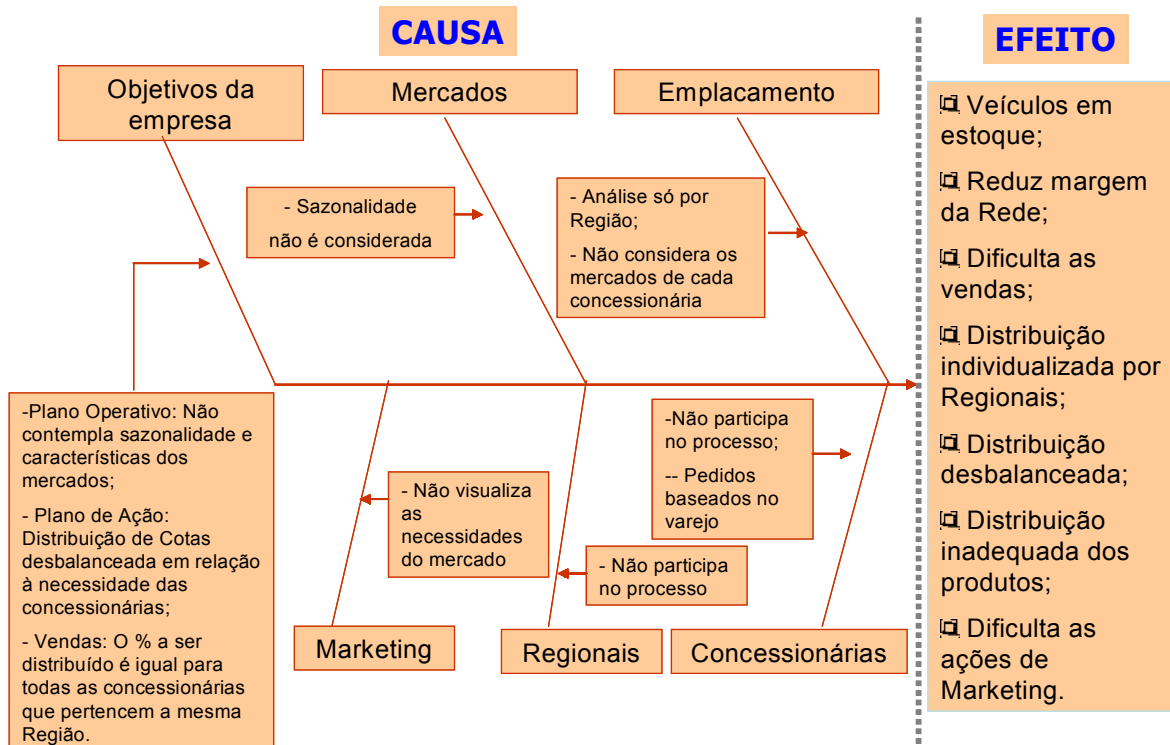 CAUSA
EFEITO
Objetivos da
empresa
Mercados
Emplacamento
- Sazonalidade
não é considerada
- Análise só por
Região;
- Não considera os
mercados de cada
concessionária
-Plano Operativo: Não
contempla sazonalidade e
características dos
mercados;
- Plano de Ação:
Distribuição de Cotas
desbalanceada em relação
à necessidade das
concessionárias;
- Vendas: O % a ser
distribuído é igual para
todas as concessionárias
que pertencem a mesma
Região.
- Não visualiza
as
necessidades
do mercado
-Não participa
no processo;
-- Pedidos
baseados no
varejo
- Não participa
no processo
Marketing
Regionais
Concessionárias
Veículos em
estoque;
Reduz margem
da Rede;
Dificulta as
vendas;
Distribuição
individualizada por
Regionais;
Distribuição
desbalanceada;
Distribuição
inadequada dos
produtos;
Dificulta as
ações de
Marketing.